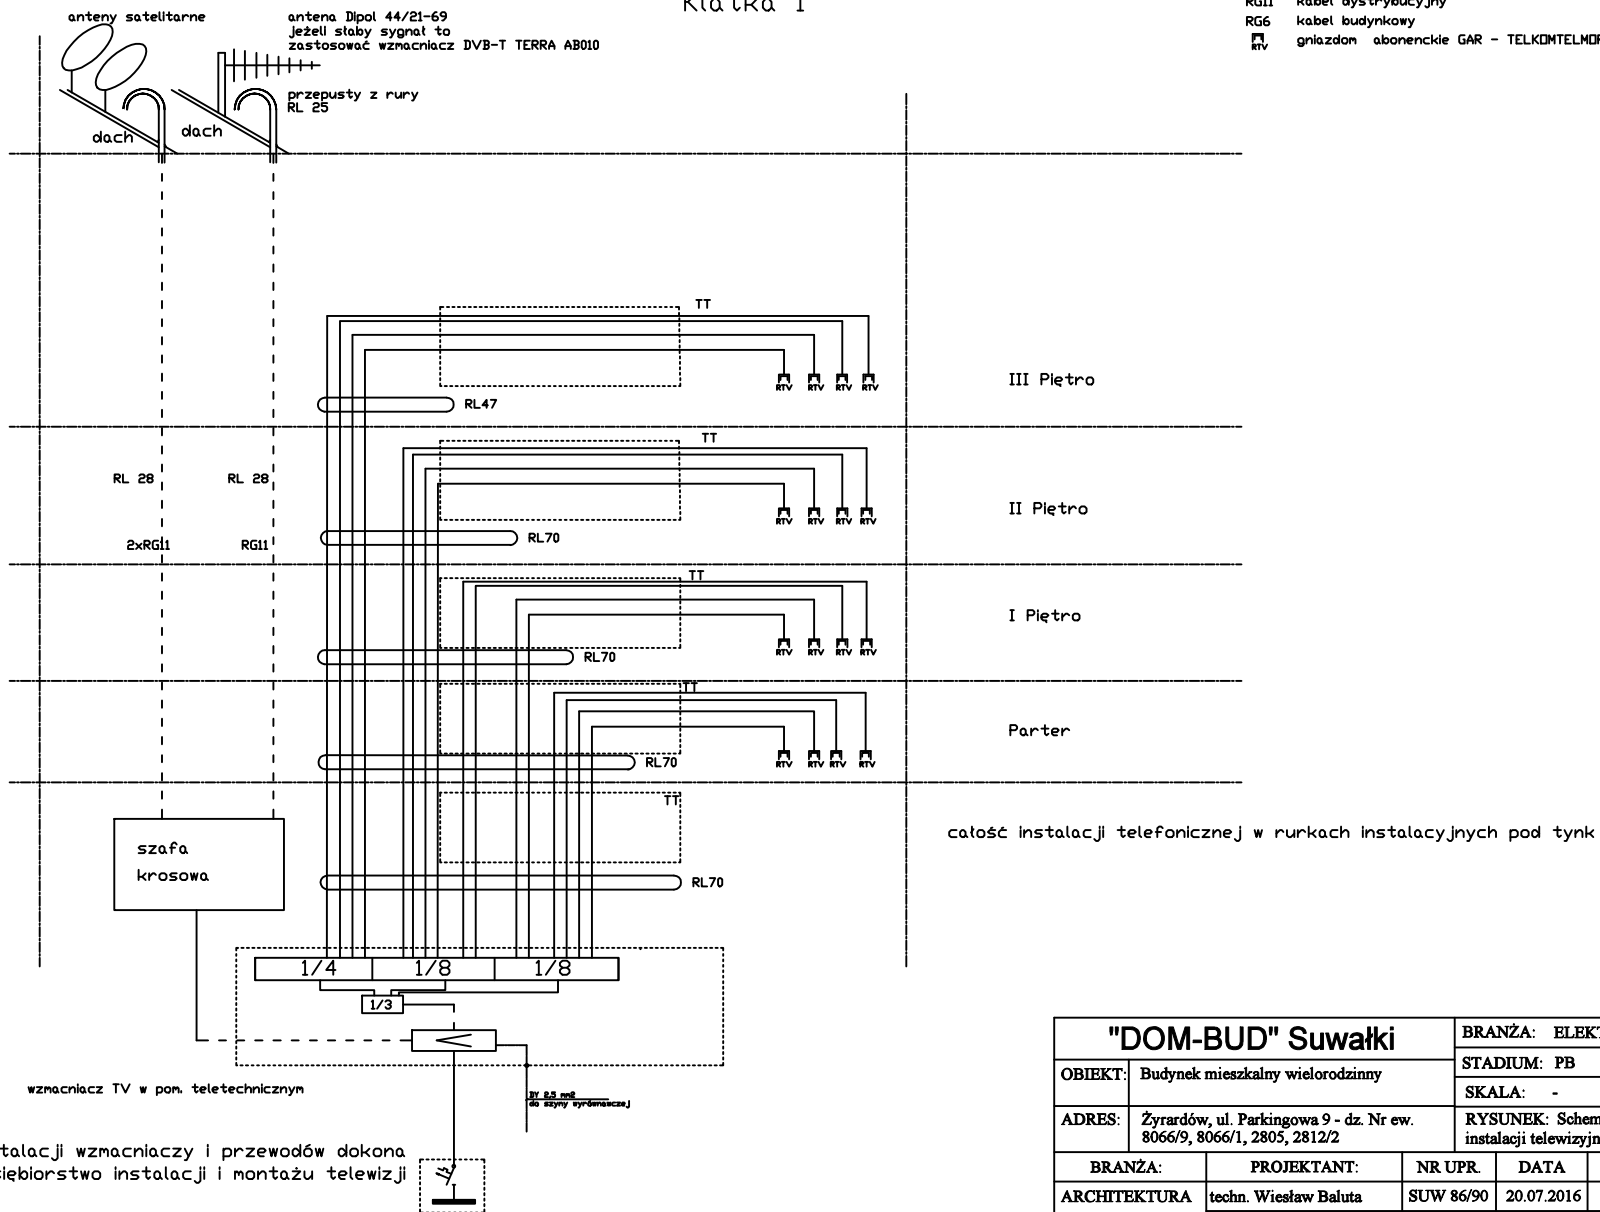 Klatka I
RG11 kabel dystrybucyjny
RG6 kabel budynkowy
RTV gniazdom abonenckie GAR - TELKOMTELMOR
anteny satelitarne
antena Dipol 44/21-69
jeżeli słaby sygnał to
zastosować wzmacniacz DVB-T TERRA AB010
przepusty z rury
RL 25
dach
dach
TT
RTV RTV RTV RTV
III Piętro
RL47
TT
RL 28
RL 28
RTV RTV RTV RTV
II Piętro
2xRG11
RG11
RL70
TT
I Piętro
RTV RTV RTV RTV
RL70
TT
Parter
RTV RTV RTV RTV
RL70
TT
szafa
krosowa
całość instalacji telefonicznej w rurkach instalacyjnych pod tynk
RL70
1/4 1/8 1/8
1/3
wzmacniacz TV w pom. teletechnicznym
DY 2,5 mm2
do szyny wyrównawczej
talacji wzmacniaczy i przewodów dokona
iębiorstwo instalacji i montażu telewizji
"DOM-BUD" Suwałki
BRANŻA: ELEKT
STADIUM: PB
SKALA: -
OBIEKT: Budynek mieszkalny wielorodzinny
ADRES: Żyrardów, ul. Parkingowa 9 - dz. Nr ew.
8066/9, 8066/1, 2805, 2812/2
RYSUNEK: Schem
instalacji telewizyjn
BRANŻA: PROJEKTANT: NR UPR. DATA
ARCHITEKTURA techn. Wiesław Baluta SUW 86/90 20.07.2016